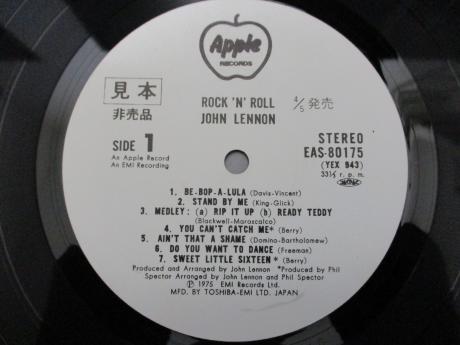 Apple
RECORDS
見本
非売品
ROCK 'N' ROLL
4/5 発売
JOHN LENNON
SIDE 1
An Apple Record
An EMI Recording
STEREO
EAS-80175
(YEX 943)
33⅓ r. p. m.
1. BE-BOP-A-LULA (Davis-Vincent)
2. STAND BY ME (King-Glick)
3. MEDLEY: (a) RIP IT UP (b) READY TEDDY
(Blackwell-Marascalco)
4. YOU CAN'T CATCH ME* (Berry)
5. AIN'T THAT A SHAME (Domino-Bartholomew)
6. DO YOU WANT TO DANCE (Freeman)
7. SWEET LITTLE SIXTEEN * (Berry)
Produced and Arranged by John Lennon *Produced by Phil
Spector Arranged by John Lennon and Phil Spector
Ⓟ 1975 EMI Records Ltd.
MFD. BY TOSHIBA-EMI LTD. JAPAN